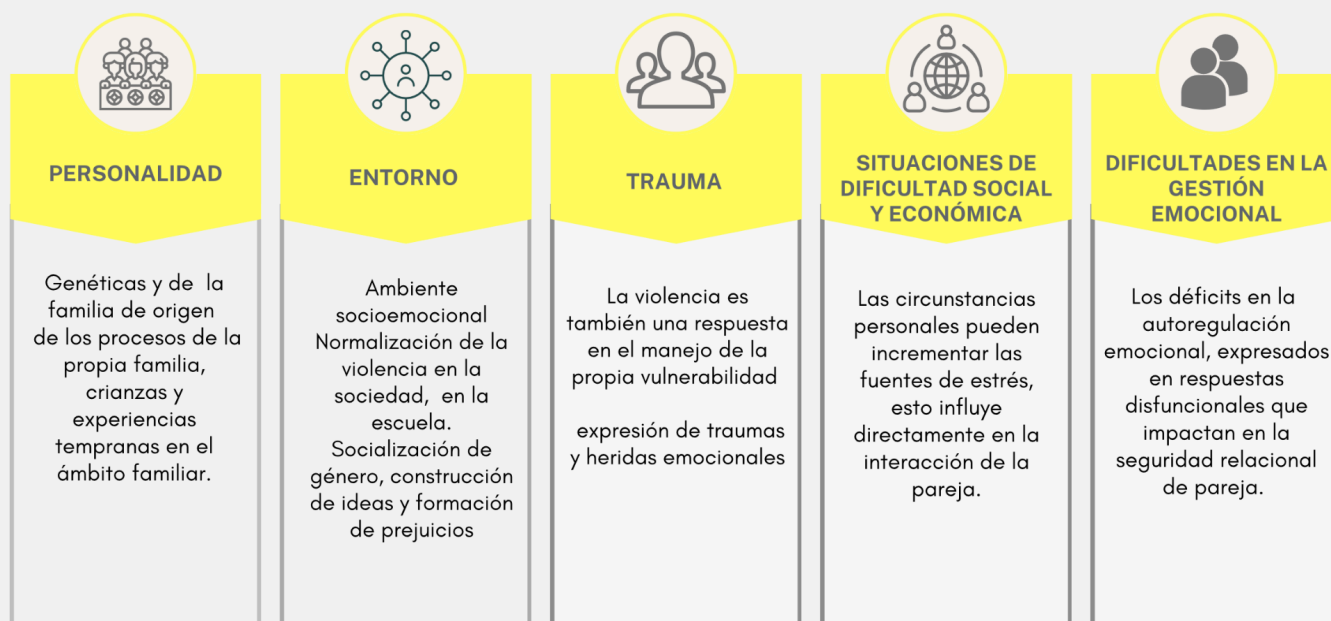 PERSONALIDAD
Genéticas y de la
familia de origen
de los procesos de la
propia familia,
crianzas y
experiencias
tempranas en el
ámbito familiar.
ENTORNO
Ambiente
socioemocional
Normalización de la
violencia en la
sociedad, en la
escuela.
Socialización de
género, construcción
de ideas y formación
de prejuicios
TRAUMA
La violencia es
también una respuesta
en el manejo de la
propia vulnerabilidad
expresión de traumas
y heridas emocionales
SITUACIONES DE
DIFICULTAD SOCIAL
Y ECONÓMICA
Las circunstancias
personales pueden
incrementar las
fuentes de estrés,
esto influye
directamente en la
interacción de la
pareja.
DIFICULTADES EN LA
GESTIÓN
EMOCIONAL
Los déficits en la
autoregulación
emocional, expresados
en respuestas
disfuncionales que
impactan en la
seguridad relacional
de pareja.